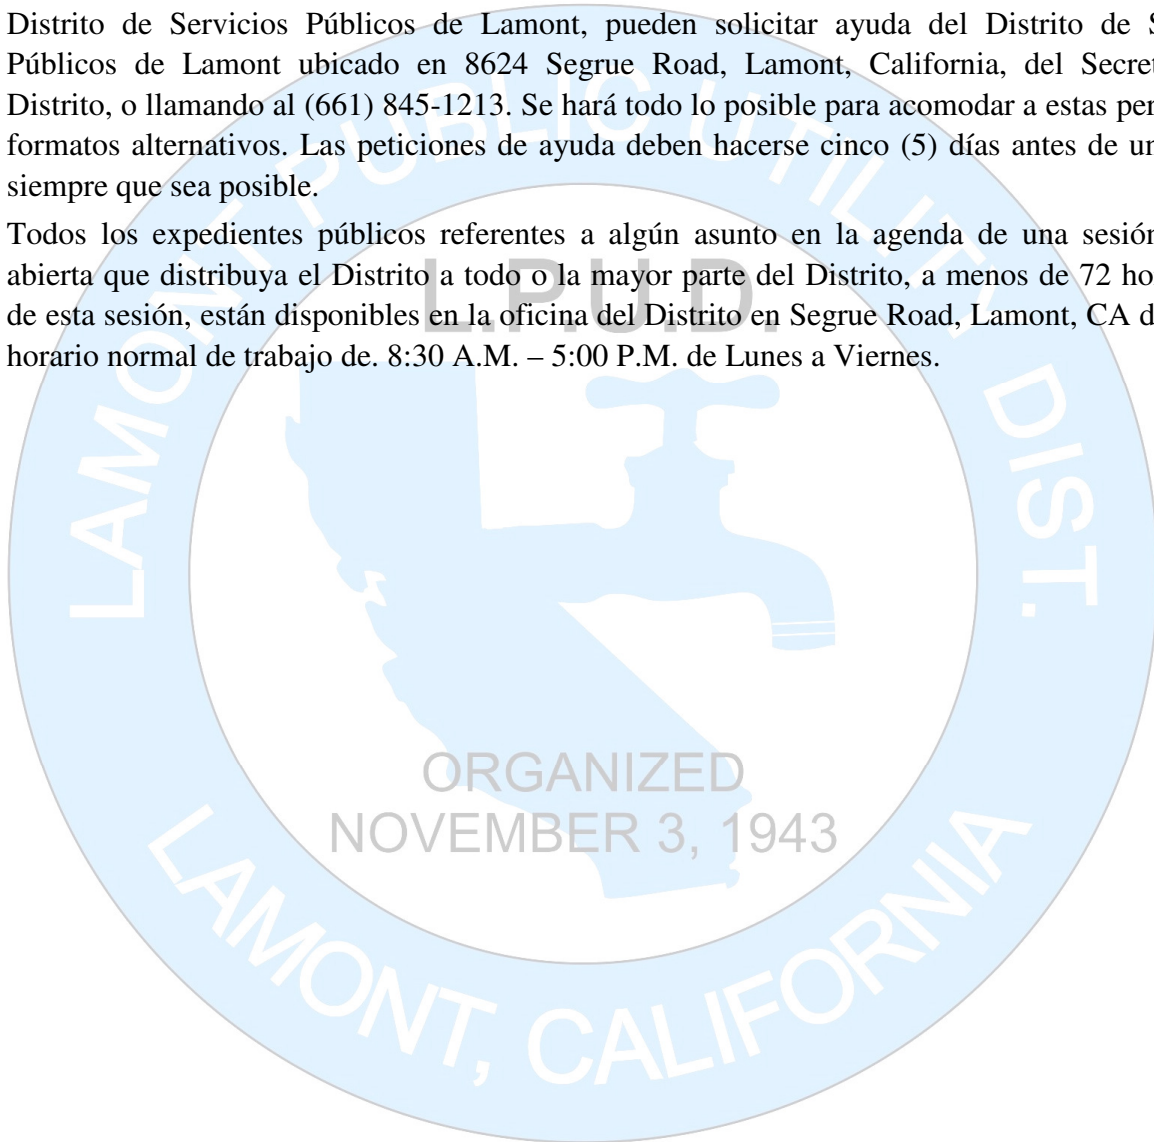 Distrito de Servicios Públicos de Lamont, pueden solicitar ayuda del Distrito de S
Públicos de Lamont ubicado en 8624 Segrue Road, Lamont, California, del Secret
Distrito, o llamando al (661) 845-1213. Se hará todo lo posible para acomodar a estas per
formatos alternativos. Las peticiones de ayuda deben hacerse cinco (5) días antes de un
siempre que sea posible.
Todos los expedientes públicos referentes a algún asunto en la agenda de una sesión
abierta que distribuya el Distrito a todo o la mayor parte del Distrito, a menos de 72 ho
de esta sesión, están disponibles en la oficina del Distrito en Segrue Road, Lamont, CA d
horario normal de trabajo de. 8:30 A.M. – 5:00 P.M. de Lunes a Viernes.
LAMONT PUBLIC UTILITY DIST.
L.P.U.D.
ORGANIZED
NOVEMBER 3, 1943
LAMONT, CALIFORNIA